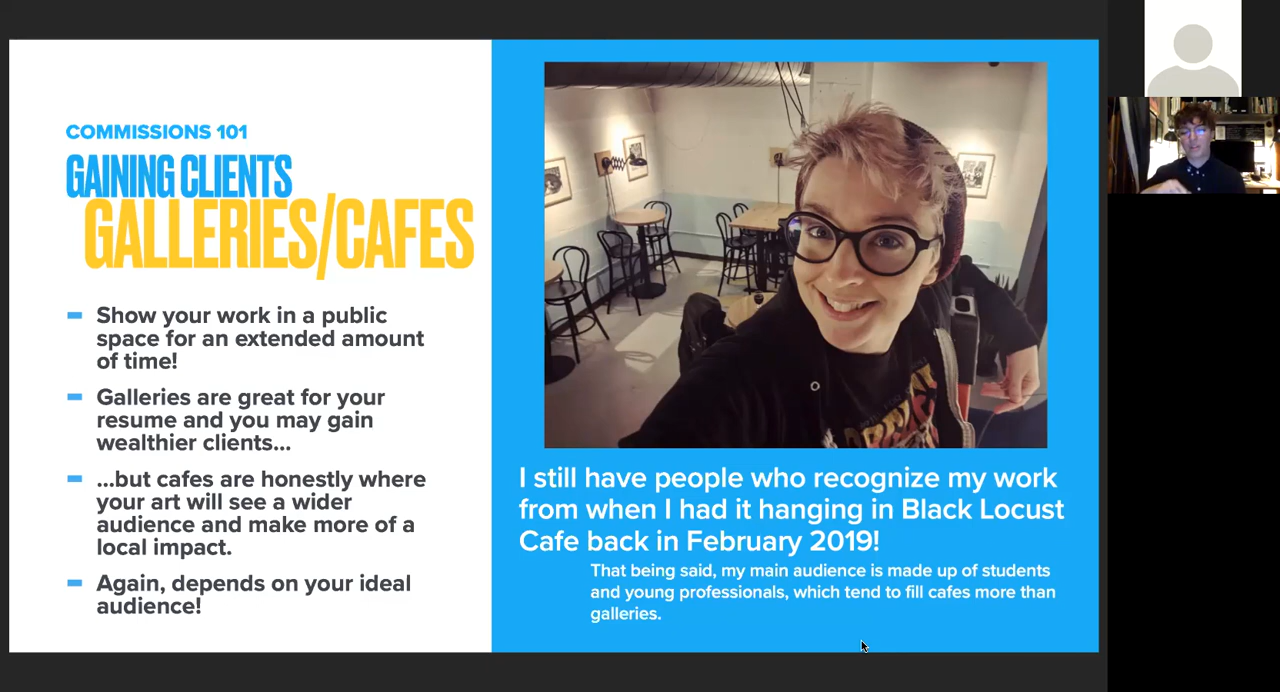 COMMISSIONS 101
GAINING CLIENTS
GALLERIES/CAFES
Show your work in a public
space for an extended amount
of time!
Galleries are great for your
resume and you may gain
wealthier clients...
...but cafes are honestly where
your art will see a wider
audience and make more of a
local impact.
Again, depends on your ideal
audience!
I still have people who recognize my work
from when I had it hanging in Black Locust
Cafe back in February 2019!
That being said, my main audience is made up of students
and young professionals, which tend to fill cafes more than
galleries.